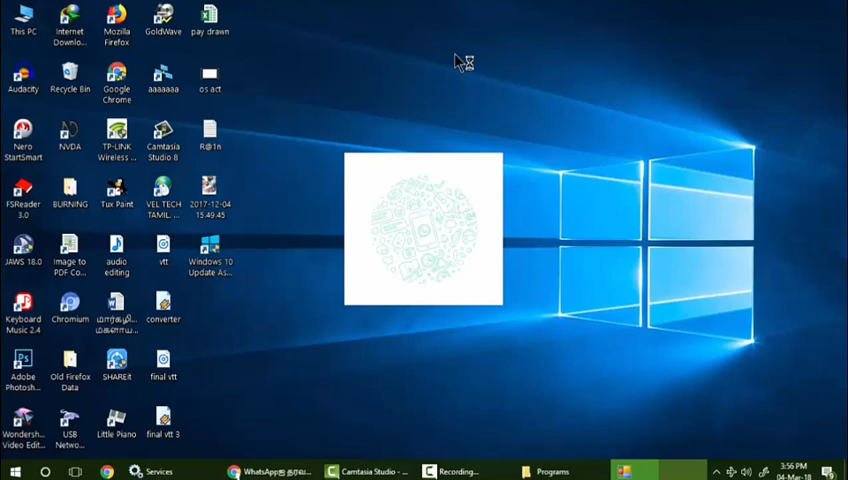 This PC
Internet
Downlo...
Mozilla
Firefox
GoldWave
pay drawn
Audacity
Recycle Bin
Google
Chrome
aaaaaaa
os act
Nero
StartSmart
NVDA
TP-LINK
Wireless ...
Camtasia
Studio 8
R@1n
FSReader
3.0
BURNING
Tux Paint
VEL TECH
TAMIL. ...
2017-12-04
15.49.45
JAWS 18.0
Image to
PDF Co...
audio
editing
vtt
Windows 10
Update As...
Keyboard
Music 2.4
Chromium
மார்கழி...
மகளாய...
converter
Adobe
Photosh...
Old Firefox
Data
SHAREit
final vtt
Wondersh...
Video Edit...
USB
Netwo...
Little Piano
final vtt 3
Services
WhatsAppஐ தரவ...
Camtasia Studio - ...
Recording...
Programs
3:56 PM
04-Mar-18